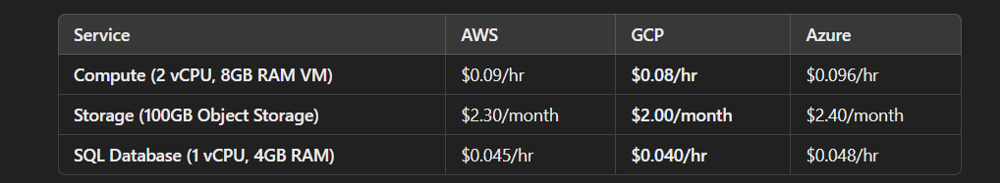 Service AWS GCP Azure
Compute (2 vCPU, 8GB RAM VM) $0.09/hr $0.08/hr $0.096/hr
Storage (100GB Object Storage) $2.30/month $2.00/month $2.40/month
SQL Database (1 vCPU, 4GB RAM) $0.045/hr $0.040/hr $0.048/hr